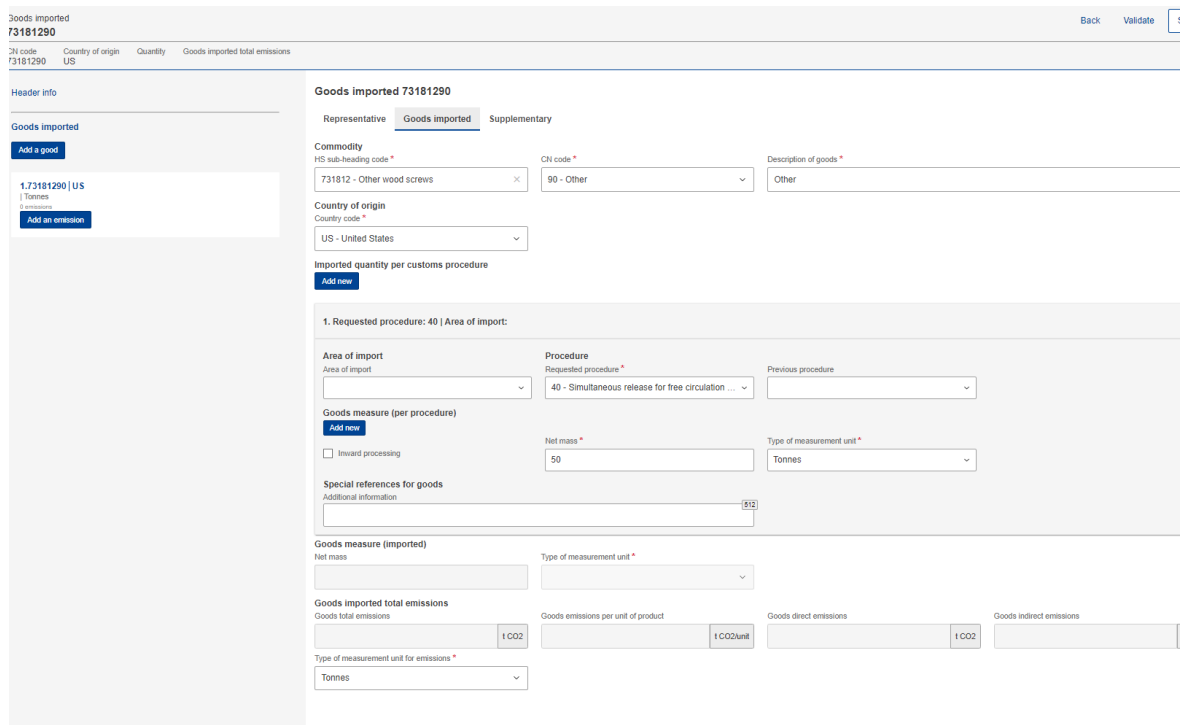 Goods imported
73181290
Back Validate S
CN code Country of origin Quantity Goods imported total emissions
73181290 US
Header info
Goods imported
Add a good
1.73181290 | US
| Tonnes
0 emissions
Add an emission
Goods imported 73181290
Representative Goods imported Supplementary
Commodity
HS sub-heading code * CN code * Description of goods *
731812 - Other wood screws × 90 - Other Other
Country of origin
Country code *
US - United States
Imported quantity per customs procedure
Add new
1. Requested procedure: 40 | Area of import:
Area of import Procedure
Area of import Requested procedure * Previous procedure
40 - Simultaneous release for free circulation ...
Goods measure (per procedure)
Add new
Net mass * Type of measurement unit *
Inward processing 50 Tonnes
Special references for goods
Additional information
512
Goods measure (imported)
Net mass Type of measurement unit *
Goods imported total emissions
Goods total emissions Goods emissions per unit of product Goods direct emissions Goods indirect emissions
t CO2 t CO2/unit t CO2
Type of measurement unit for emissions *
Tonnes